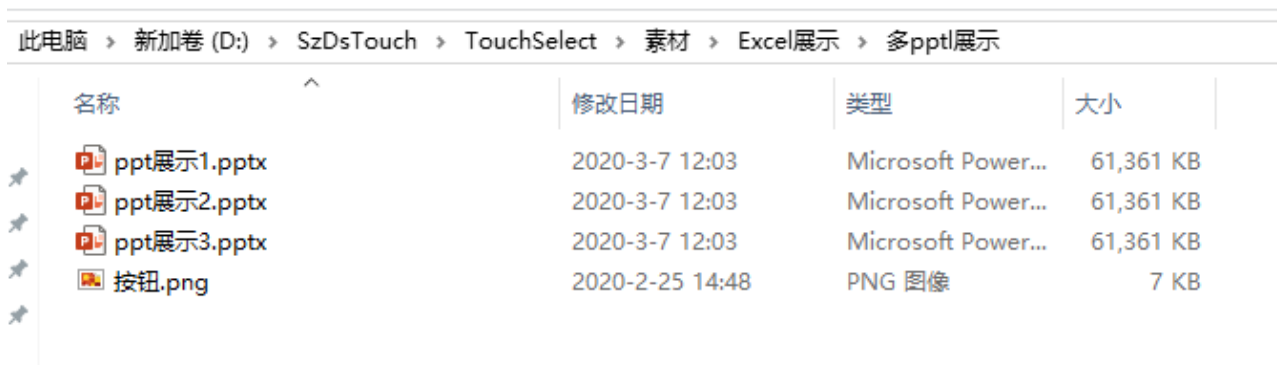 此电脑 > 新加卷 (D:) > SzDsTouch > TouchSelect > 素材 > Excel展示 > 多pptl展示
名称 修改日期 类型 大小
ppt展示1.pptx 2020-3-7 12:03 Microsoft Power... 61,361 KB
ppt展示2.pptx 2020-3-7 12:03 Microsoft Power... 61,361 KB
ppt展示3.pptx 2020-3-7 12:03 Microsoft Power... 61,361 KB
按钮.png 2020-2-25 14:48 PNG 图像 7 KB